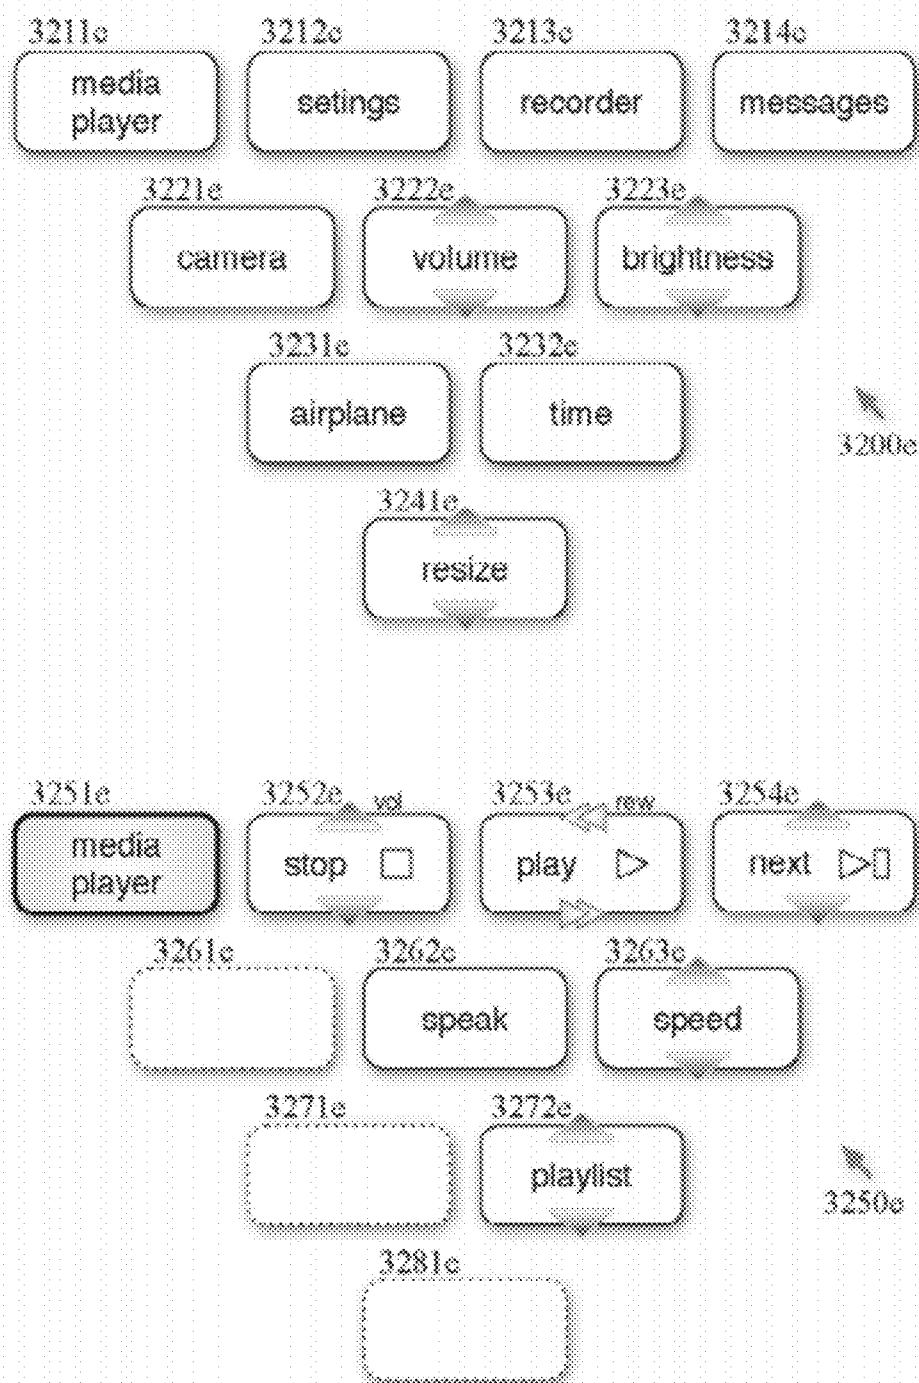 3211e 3212e 3213e 3214e
media
player
setings
recorder
messages
3221e 3222e 3223e
camera
volume
brightness
3231e 3232e
airplane
time
3200e
3241e
resize
3251e 3252e vol 3253e rew 3254e
media
player
stop
play
next
3261e 3262e 3263e
speak
speed
3271e 3272e
playlist
3250e
3281e